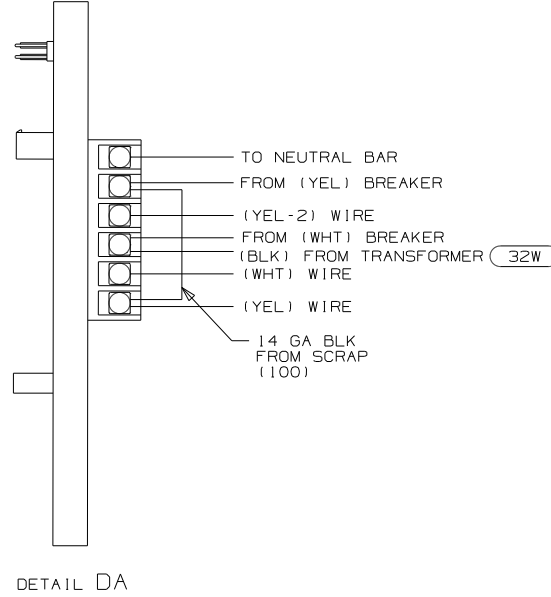 TO NEUTRAL BAR
FROM (YEL) BREAKER
(YEL-2) WIRE
FROM (WHT) BREAKER
(BLK) FROM TRANSFORMER 32W
(WHT) WIRE
(YEL) WIRE
14 GA BLK
FROM SCRAP
(100)
DETAIL DA